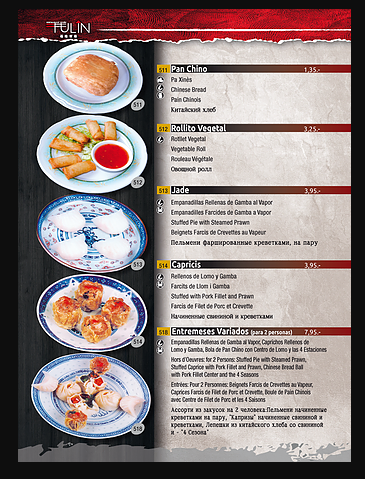 TULIN
511 Pan Chino 1,35.-
Pa Xinès
Chinese Bread
Pain Chinois
Китайский хлеб
511
512 Rollito Vegetal 3,25.-
Rotllet Vegetal
Vegetable Roll
Rouleau Végétale
Овощной ролл
512
513 Jade 3,95.-
Empanadillas Rellenas de Gamba al Vapor
Empanadilles Farcides de Gamba a Vapor
Stuffed Pie with Steamed Prawn
Beignets Farcis de Crevettes au Vapeur
Пельмени фаршированные креветками, на пару
513
514 Capricis 3,95.-
Rellenos de Lomo y Gamba
Farcits de Llom i Gamba
Stuffed with Pork Fillet and Prawn
Farcis de Filet de Porc et Crevette
Начиненные свининой и креветками
514
518 Entremeses Variados (para 2 personas) 7,95.-
Empanadillas Rellenas de Gamba al Vapor, Caprichos Rellenos de
Lomo y Gamba, Bola de Pan Chino con Centro de Lomo y las 4 Estaciones
Hors d'Oeuvres: for 2 Persons: Stuffed Pie with Steamed Prawn,
Stuffed Caprice with Pork Fillet and Prawn, Chinese Bread Ball
with Pork Fillet Center and the 4 Seasons
Entrées: Pour 2 Personnes: Beignets Farcis de Crevettes au Vapeur,
Caprices Farcis de Filet de Porc et Crevette, Boule de Pain Chinois
avec Centre de Filet de Porc et les 4 Saisons
Ассорти из закусок на 2 человека:Пельмени начиненные
креветками на пару, "Каприза" начиненные свининой и
креветками, Лепешки из китайского хлеба со свининой
и - "4 Сезона"
518